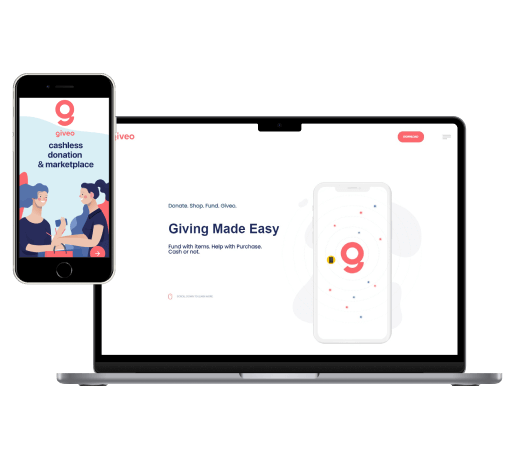 giveo
cashless
donation
& marketplace
giveo
DOWNLOAD
Donate. Shop. Fund. Giveo.
Giving Made Easy
Fund with items. Help with Purchase.
Cash or not.